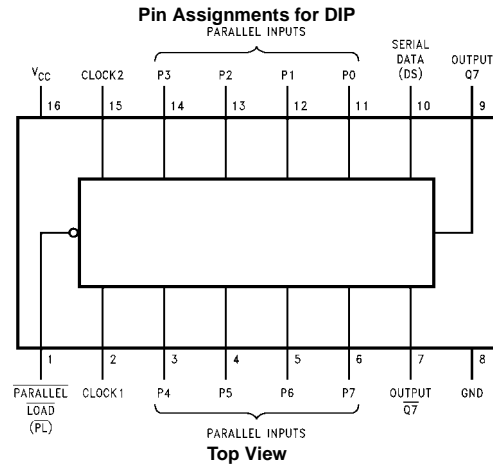 Pin Assignments for DIP
PARALLEL INPUTS
SERIAL
DATA
(DS)
OUTPUT
Q7
VCC CLOCK2 P3 P2 P1 P0
16 15 14 13 12 11 10 9
1 2 3 4 5 6 7 8
PARALLEL
LOAD
(PL)
CLOCK1 P4 P5 P6 P7 OUTPUT
Q7
GND
PARALLEL INPUTS
Top View